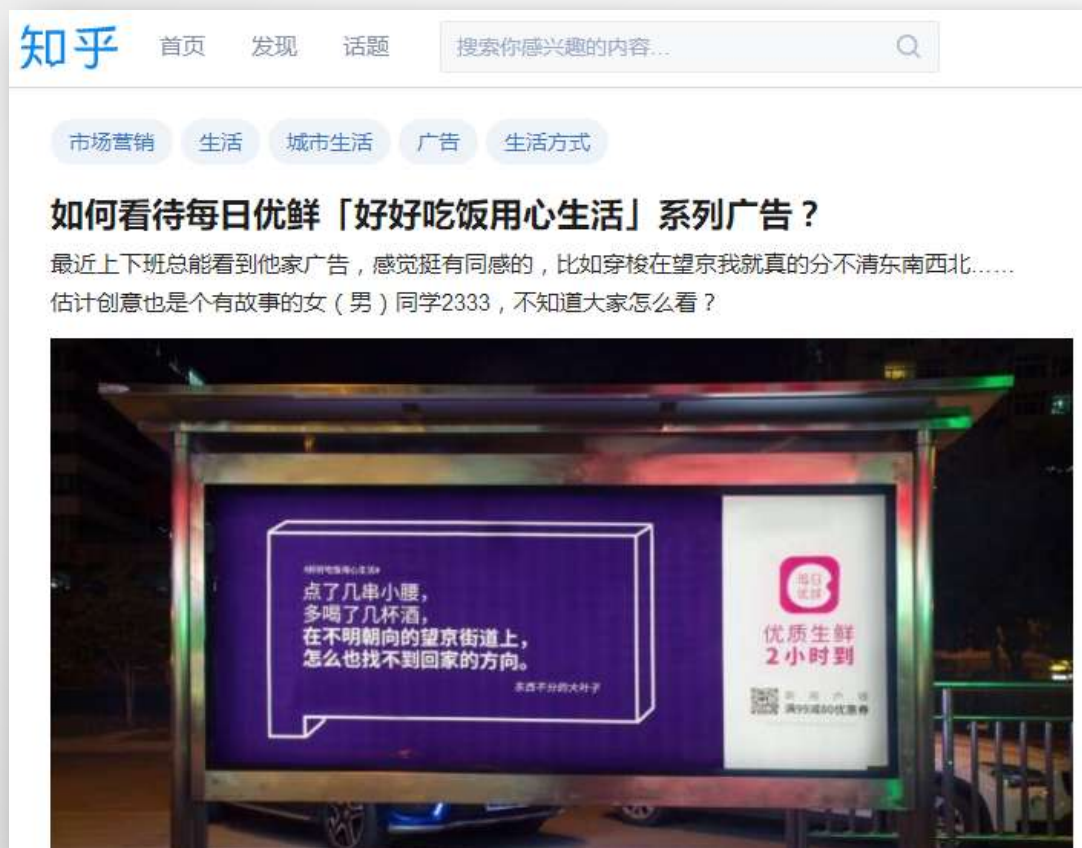 知乎 首页 发现 话题 搜索你感兴趣的内容...
市场营销 生活 城市生活 广告 生活方式
如何看待每日优鲜「好好吃饭用心生活」系列广告？
最近上下班总能看到他家广告，感觉挺有同感的，比如穿梭在望京我就真的分不清东南西北……
估计创意也是个有故事的女（男）同学2333，不知道大家怎么看？
#好好吃饭用心生活#
点了几串小腰，
多喝了几杯酒，
在不明朝向的望京街道上，
怎么也找不到回家的方向。
东西不分的大叶子
每日
优鲜
优质生鲜
2小时到
新用户领
满99减80优惠券